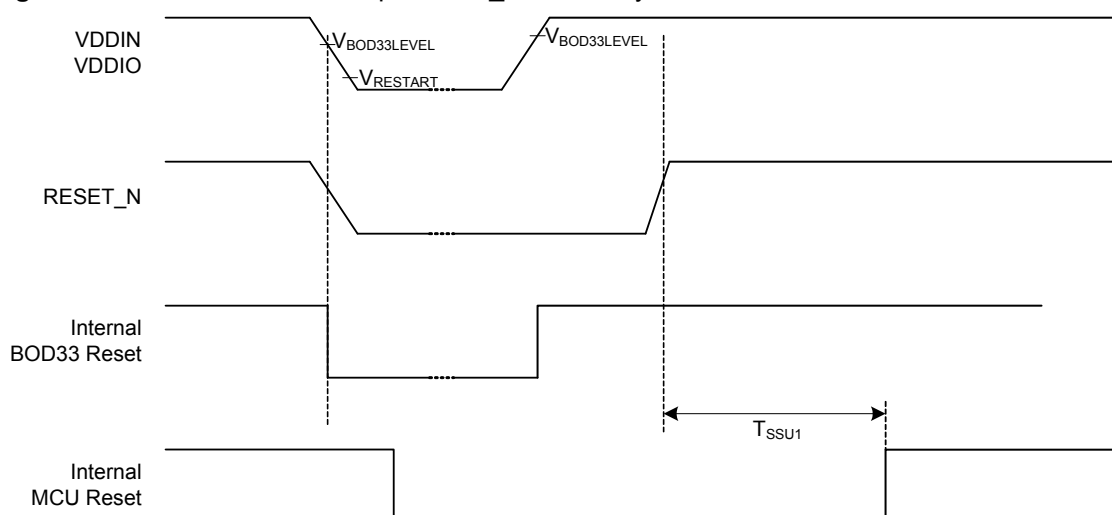 VDDIN
VDDIO
VBOD33LEVEL
VBOD33LEVEL
VRESTART
RESET_N
Internal
BOD33 Reset
TSSU1
Internal
MCU Reset